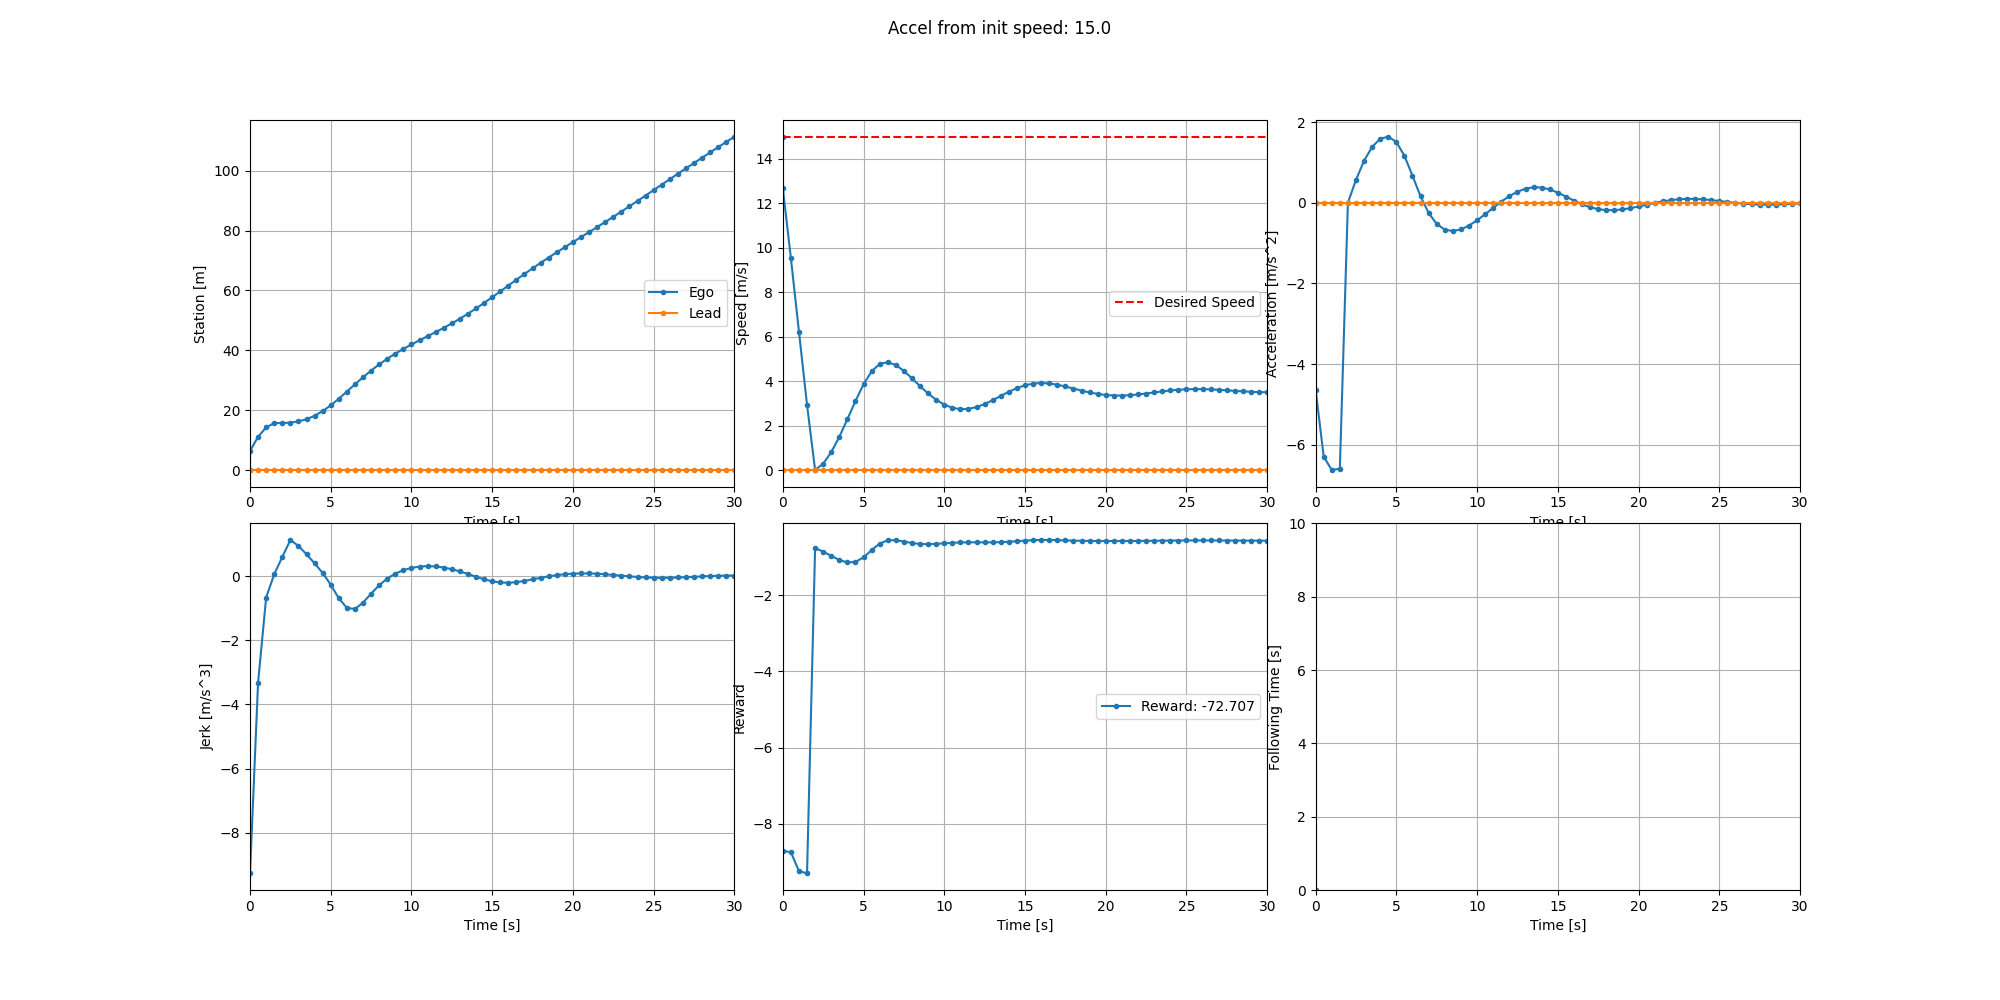 Accel from init speed: 15.0
Station [m]
100
80
60
40
20
0
Ego
Lead
0 5 10 15 20 25 30
Time [s]
Speed [m/s]
14
12
10
8
6
4
2
0
Desired Speed
0 5 10 15 20 25 30
Time [s]
Acceleration [m/s^2]
2
0
−2
−4
−6
0 5 10 15 20 25 30
Time [s]
Jerk [m/s^3]
0
−2
−4
−6
−8
0 5 10 15 20 25 30
Time [s]
Reward
−2
−4
−6
−8
Reward: -72.707
0 5 10 15 20 25 30
Time [s]
Following Time [s]
10
8
6
4
2
0
0 5 10 15 20 25 30
Time [s]